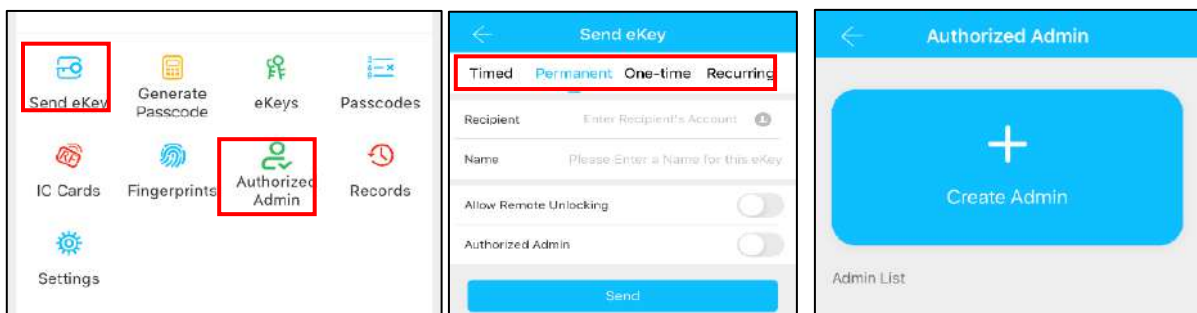 Send eKey
Generate
Passcode
eKeys
Passcodes
IC Cards
Fingerprints
Authorized
Admin
Records
Settings
Send eKey
Timed Permanent One-time Recurring
Recipient Enter Recipient's Account
Name Please Enter a Name for this eKey
Allow Remote Unlocking
Authorized Admin
Send
Authorized Admin
Create Admin
Admin List